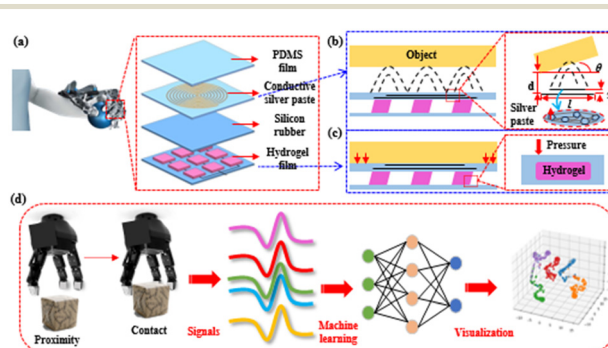 (a)
PDMS
film
Conductive
silver paste
Silicon
rubber
Hydrogel
film
(b)
Object
θ
d
l
Silver
paste
(c)
Pressure
Hydrogel
(d)
Proximity
Contact
Signals
Machine
learning
Visualization